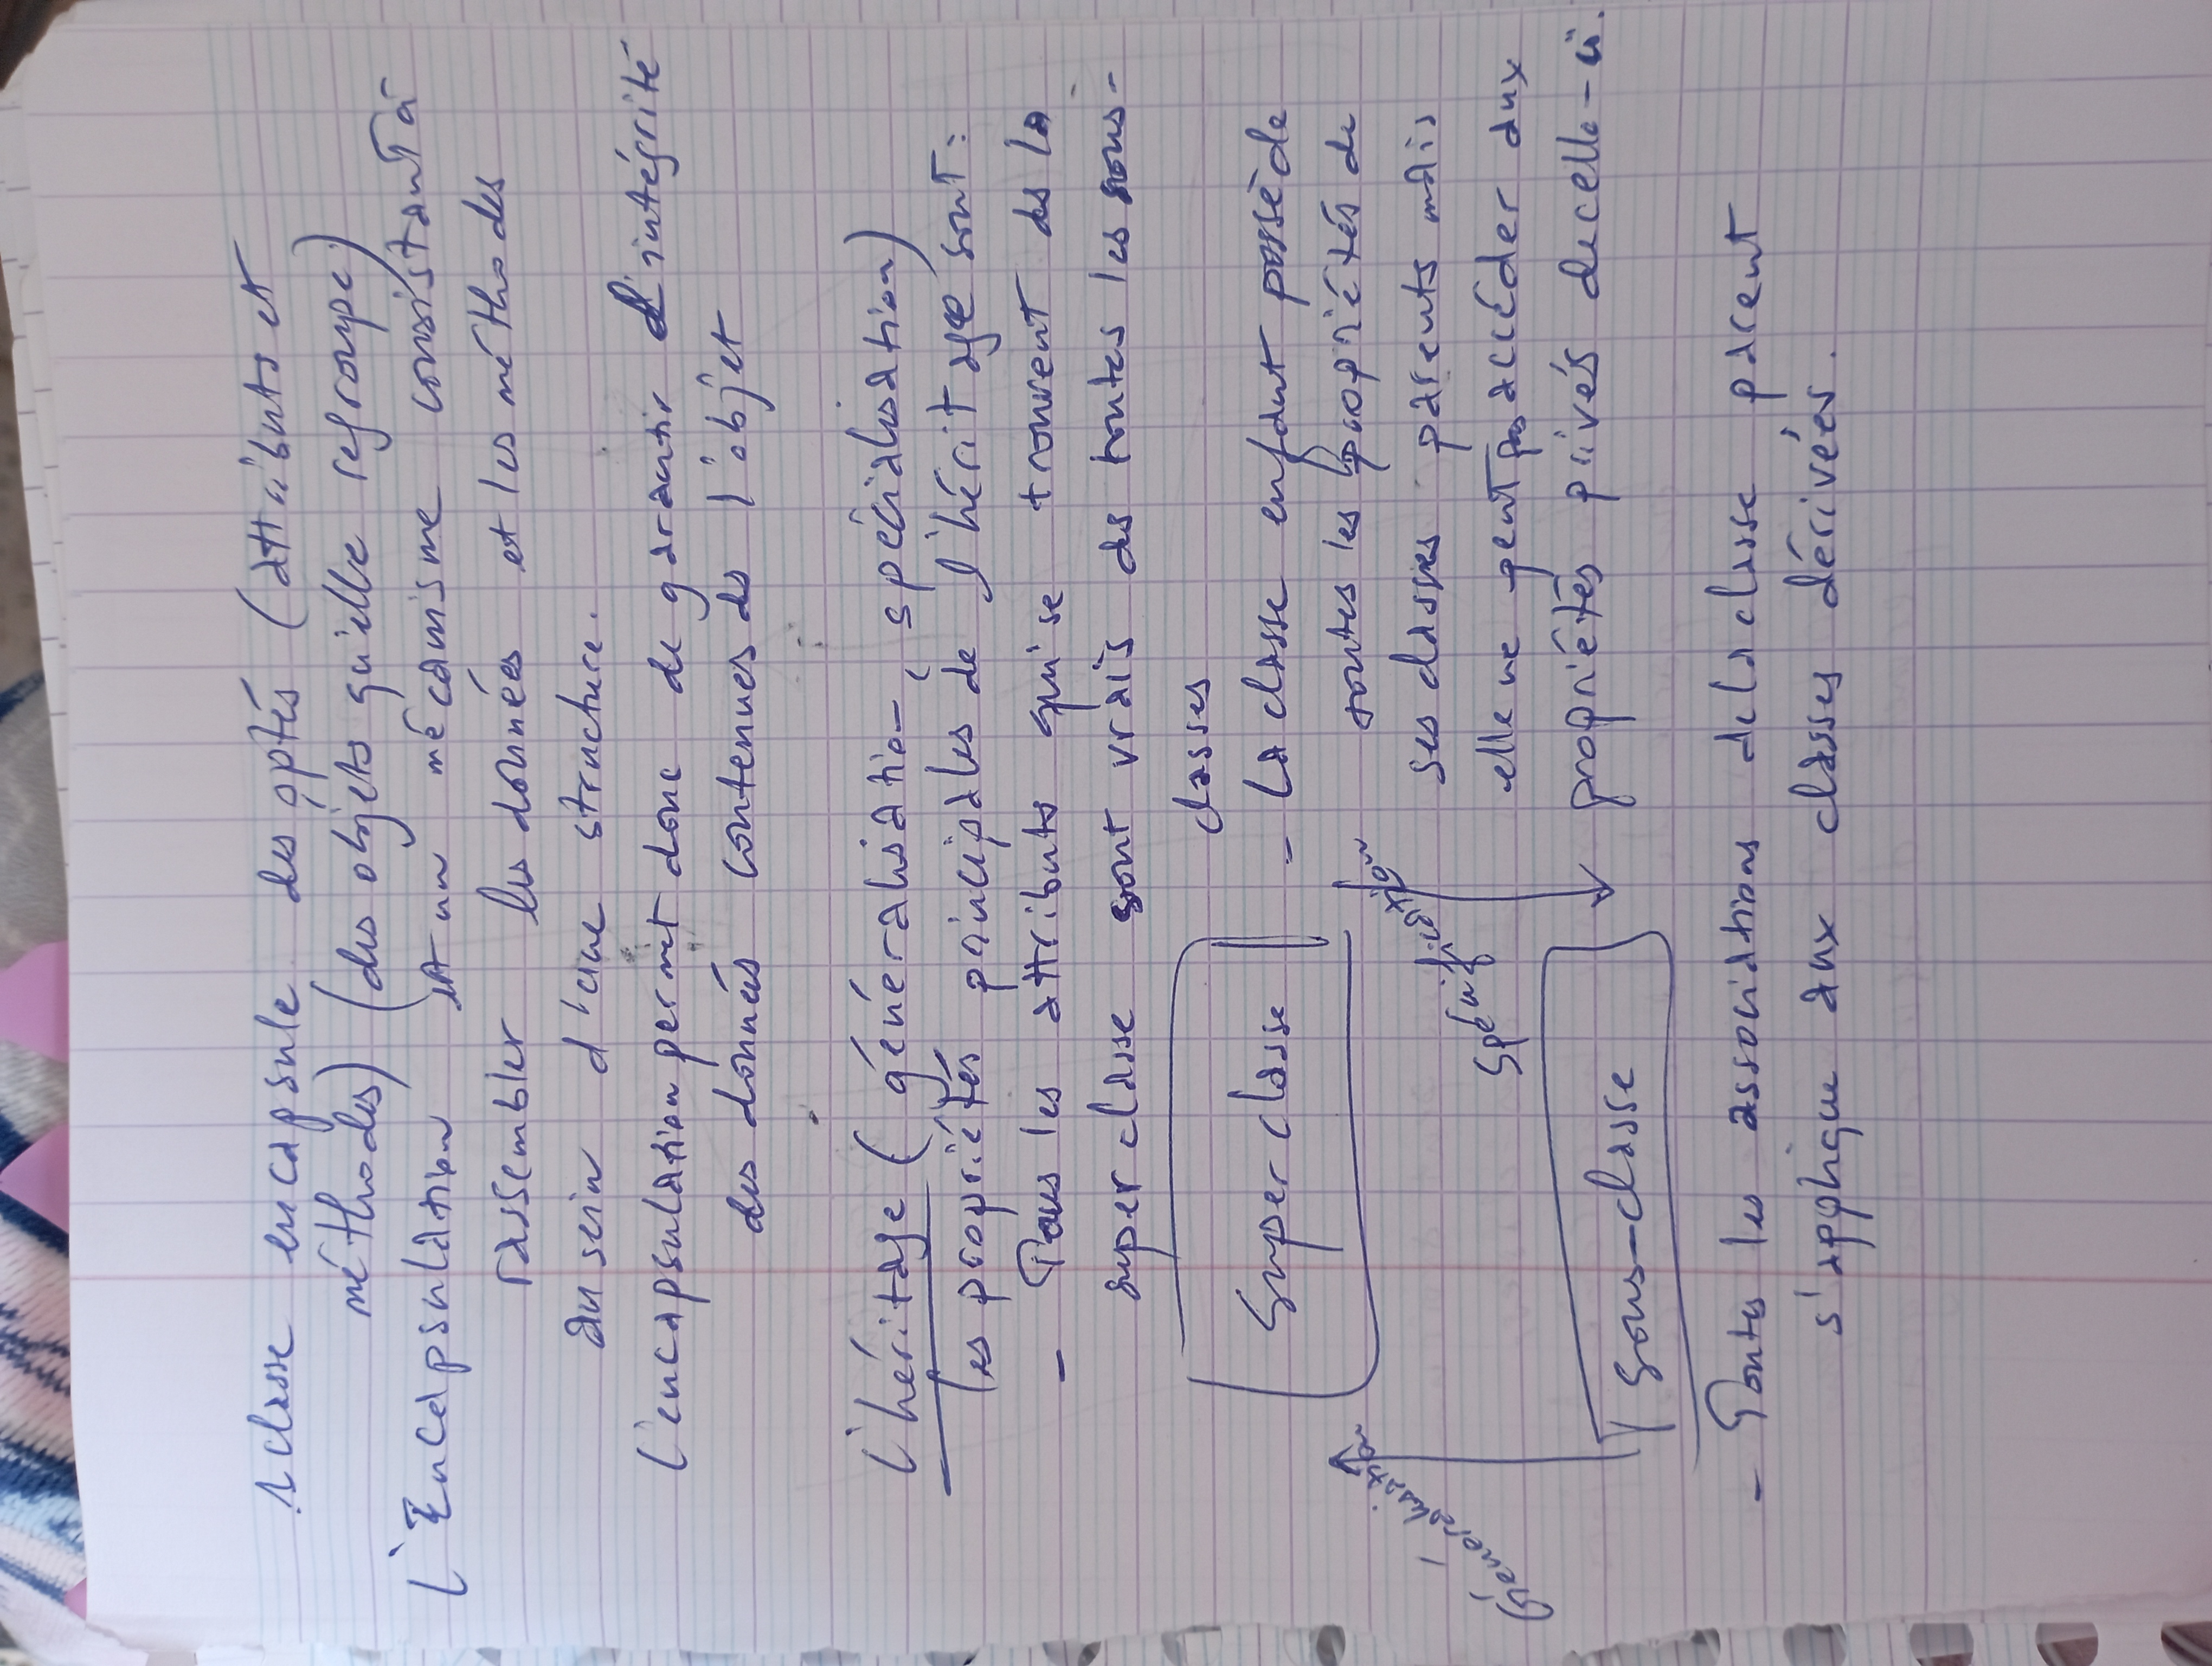 1 classe encapsule des ptés (attributs et
méthodes) (des objets qu'elle regroupe)
L'Encapsulation est un mécanisme consistant à
rassembler les données et les méthodes
au sein d'une structure.
L'encapsulation permet donc de garantir l'intégrité
des données contenues ds l'objet
L'héritage (généralisation, spécialisation)
les propriétés principales de l'héritage sont :
- Tous les attributs qui se trouvent ds la
super classe sont vrais ds toutes les sous-
classes
Super classe
- La classe enfant possède
toutes les propriétés de
ses classes parents mais
elle ne peut pas accéder aux
propriétés privés de celle-ci.
Généralisation
Spécification
sous-classe
- Toutes les associations de la classe parent
s'applique aux classes dérivées.